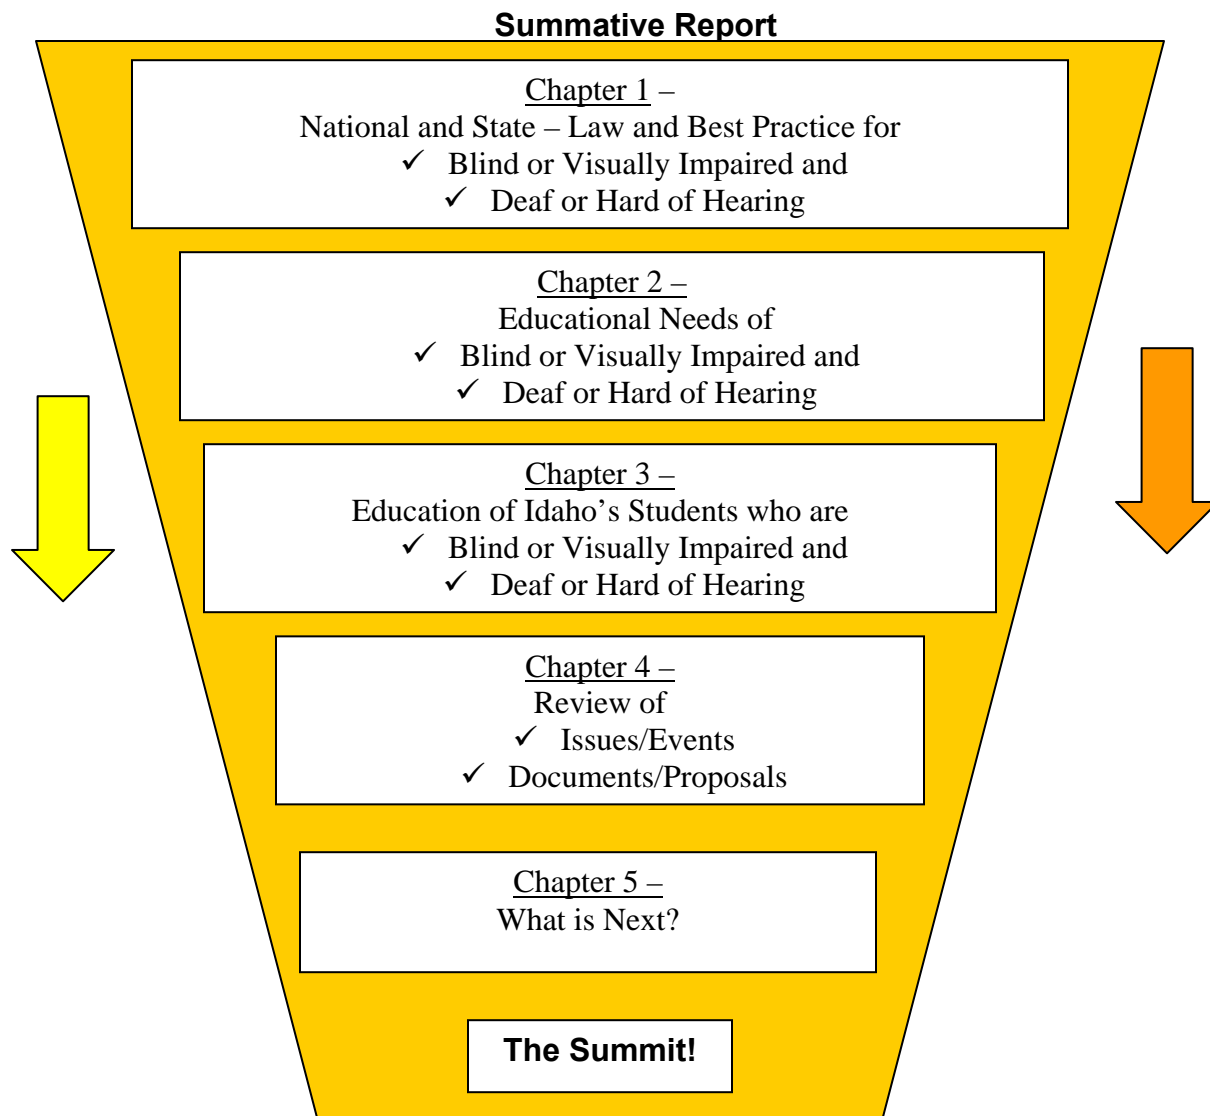 Summative Report
Chapter 1 –
National and State – Law and Best Practice for
✓ Blind or Visually Impaired and
✓ Deaf or Hard of Hearing
Chapter 2 –
Educational Needs of
✓ Blind or Visually Impaired and
✓ Deaf or Hard of Hearing
Chapter 3 –
Education of Idaho’s Students who are
✓ Blind or Visually Impaired and
✓ Deaf or Hard of Hearing
Chapter 4 –
Review of
✓ Issues/Events
✓ Documents/Proposals
Chapter 5 –
What is Next?
The Summit!